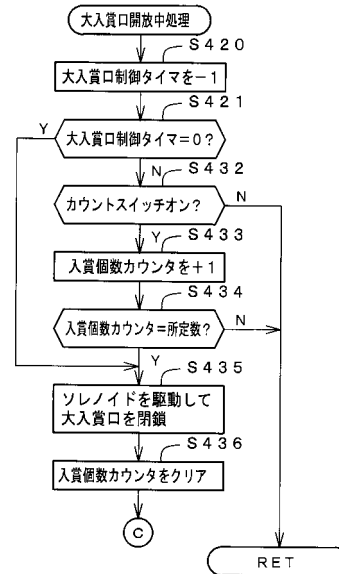 大入賞口開放中処理
S420
大入賞口制御タイマを－1
S421
Y
大入賞口制御タイマ＝0?
N
S432
カウントスイッチオン?
N
Y
S433
入賞個数カウンタを＋1
S434
入賞個数カウンタ＝所定数?
N
Y
S435
ソレノイドを駆動して
大入賞口を閉鎖
S436
入賞個数カウンタをクリア
C
RET